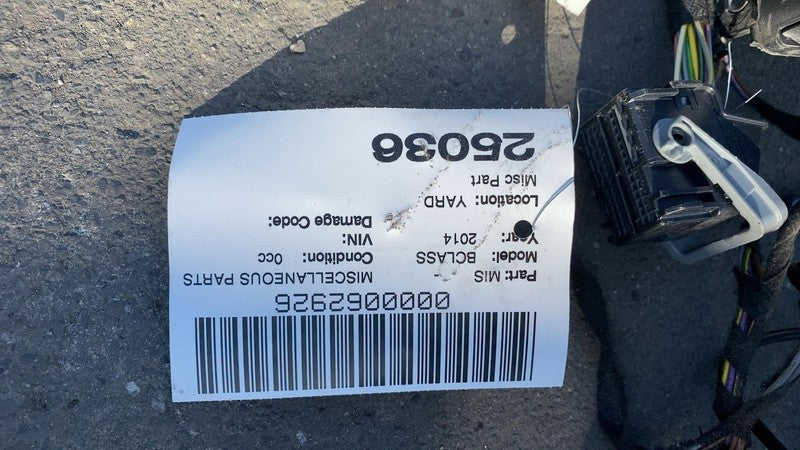 0000062926
Part: MIS - MISCELLANEOUS PARTS
Model: BCLASS Condition: 0cc
Year: 2014 VIN:
Damage Code:
Location: YARD
Misc Part
25036